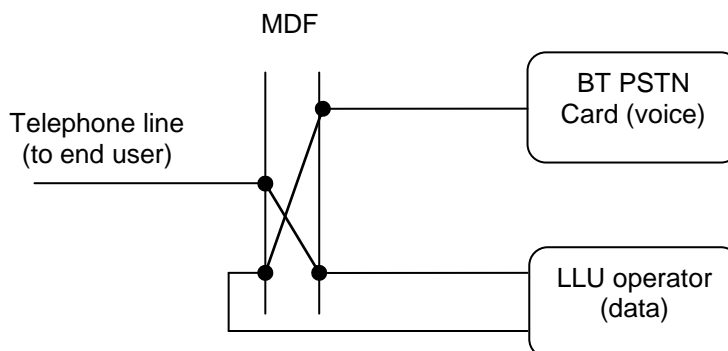 MDF
BT PSTN
Card (voice)
Telephone line
(to end user)
LLU operator
(data)